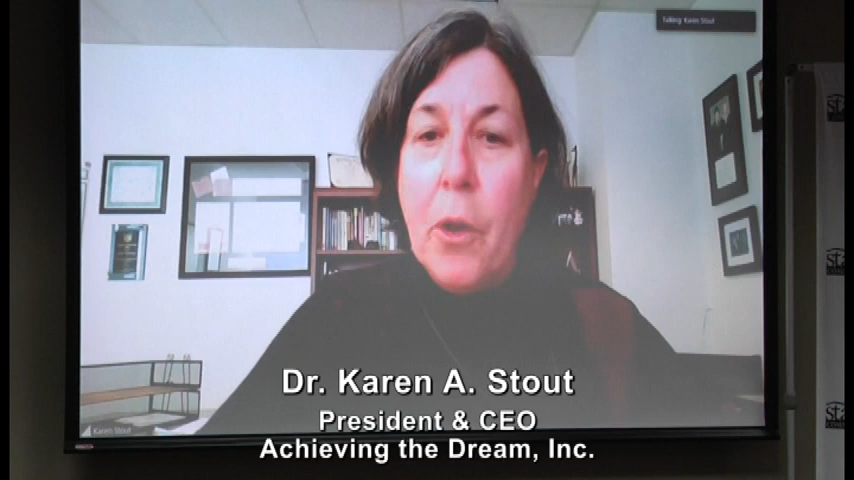 Talking: Karen Stout
Karen Stout
Dr. Karen A. Stout
President & CEO
Achieving the Dream, Inc.